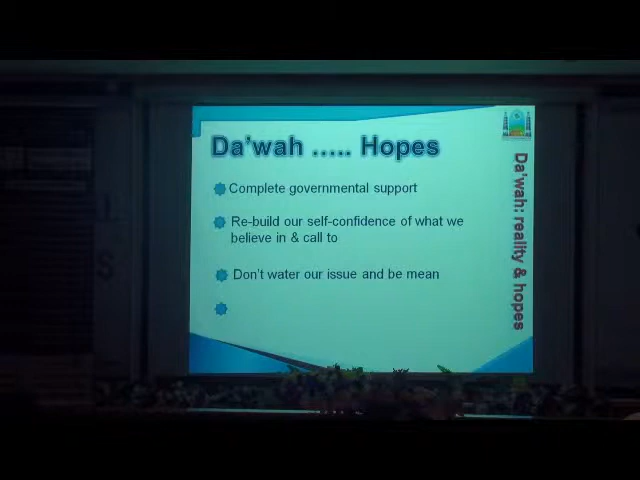 Da'wah ..... Hopes
Complete governmental support
Re-build our self-confidence of what we
believe in & call to
Don't water our issue and be mean
Da'wah: reality & hopes